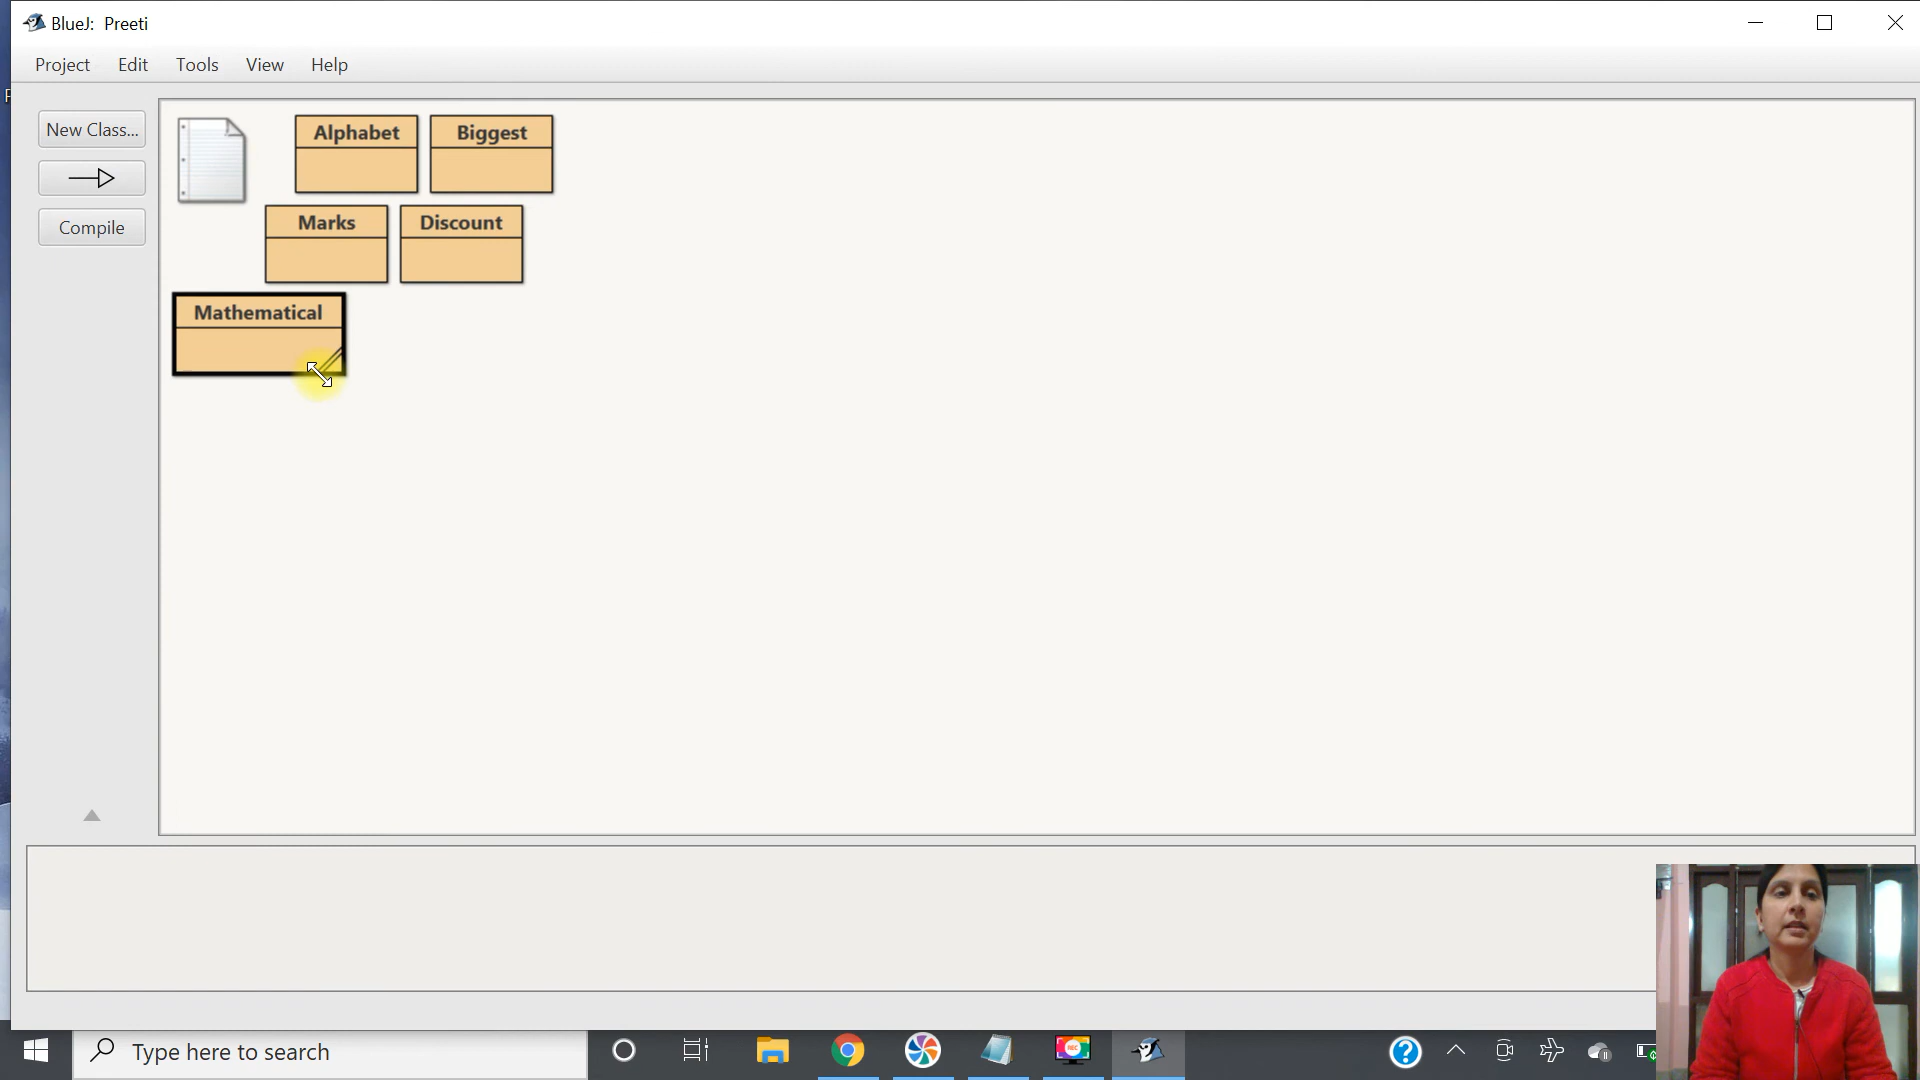 BlueJ: Preeti
Project Edit Tools View Help
New Class...
Compile
Alphabet Biggest
Marks Discount
Mathematical
Type here to search